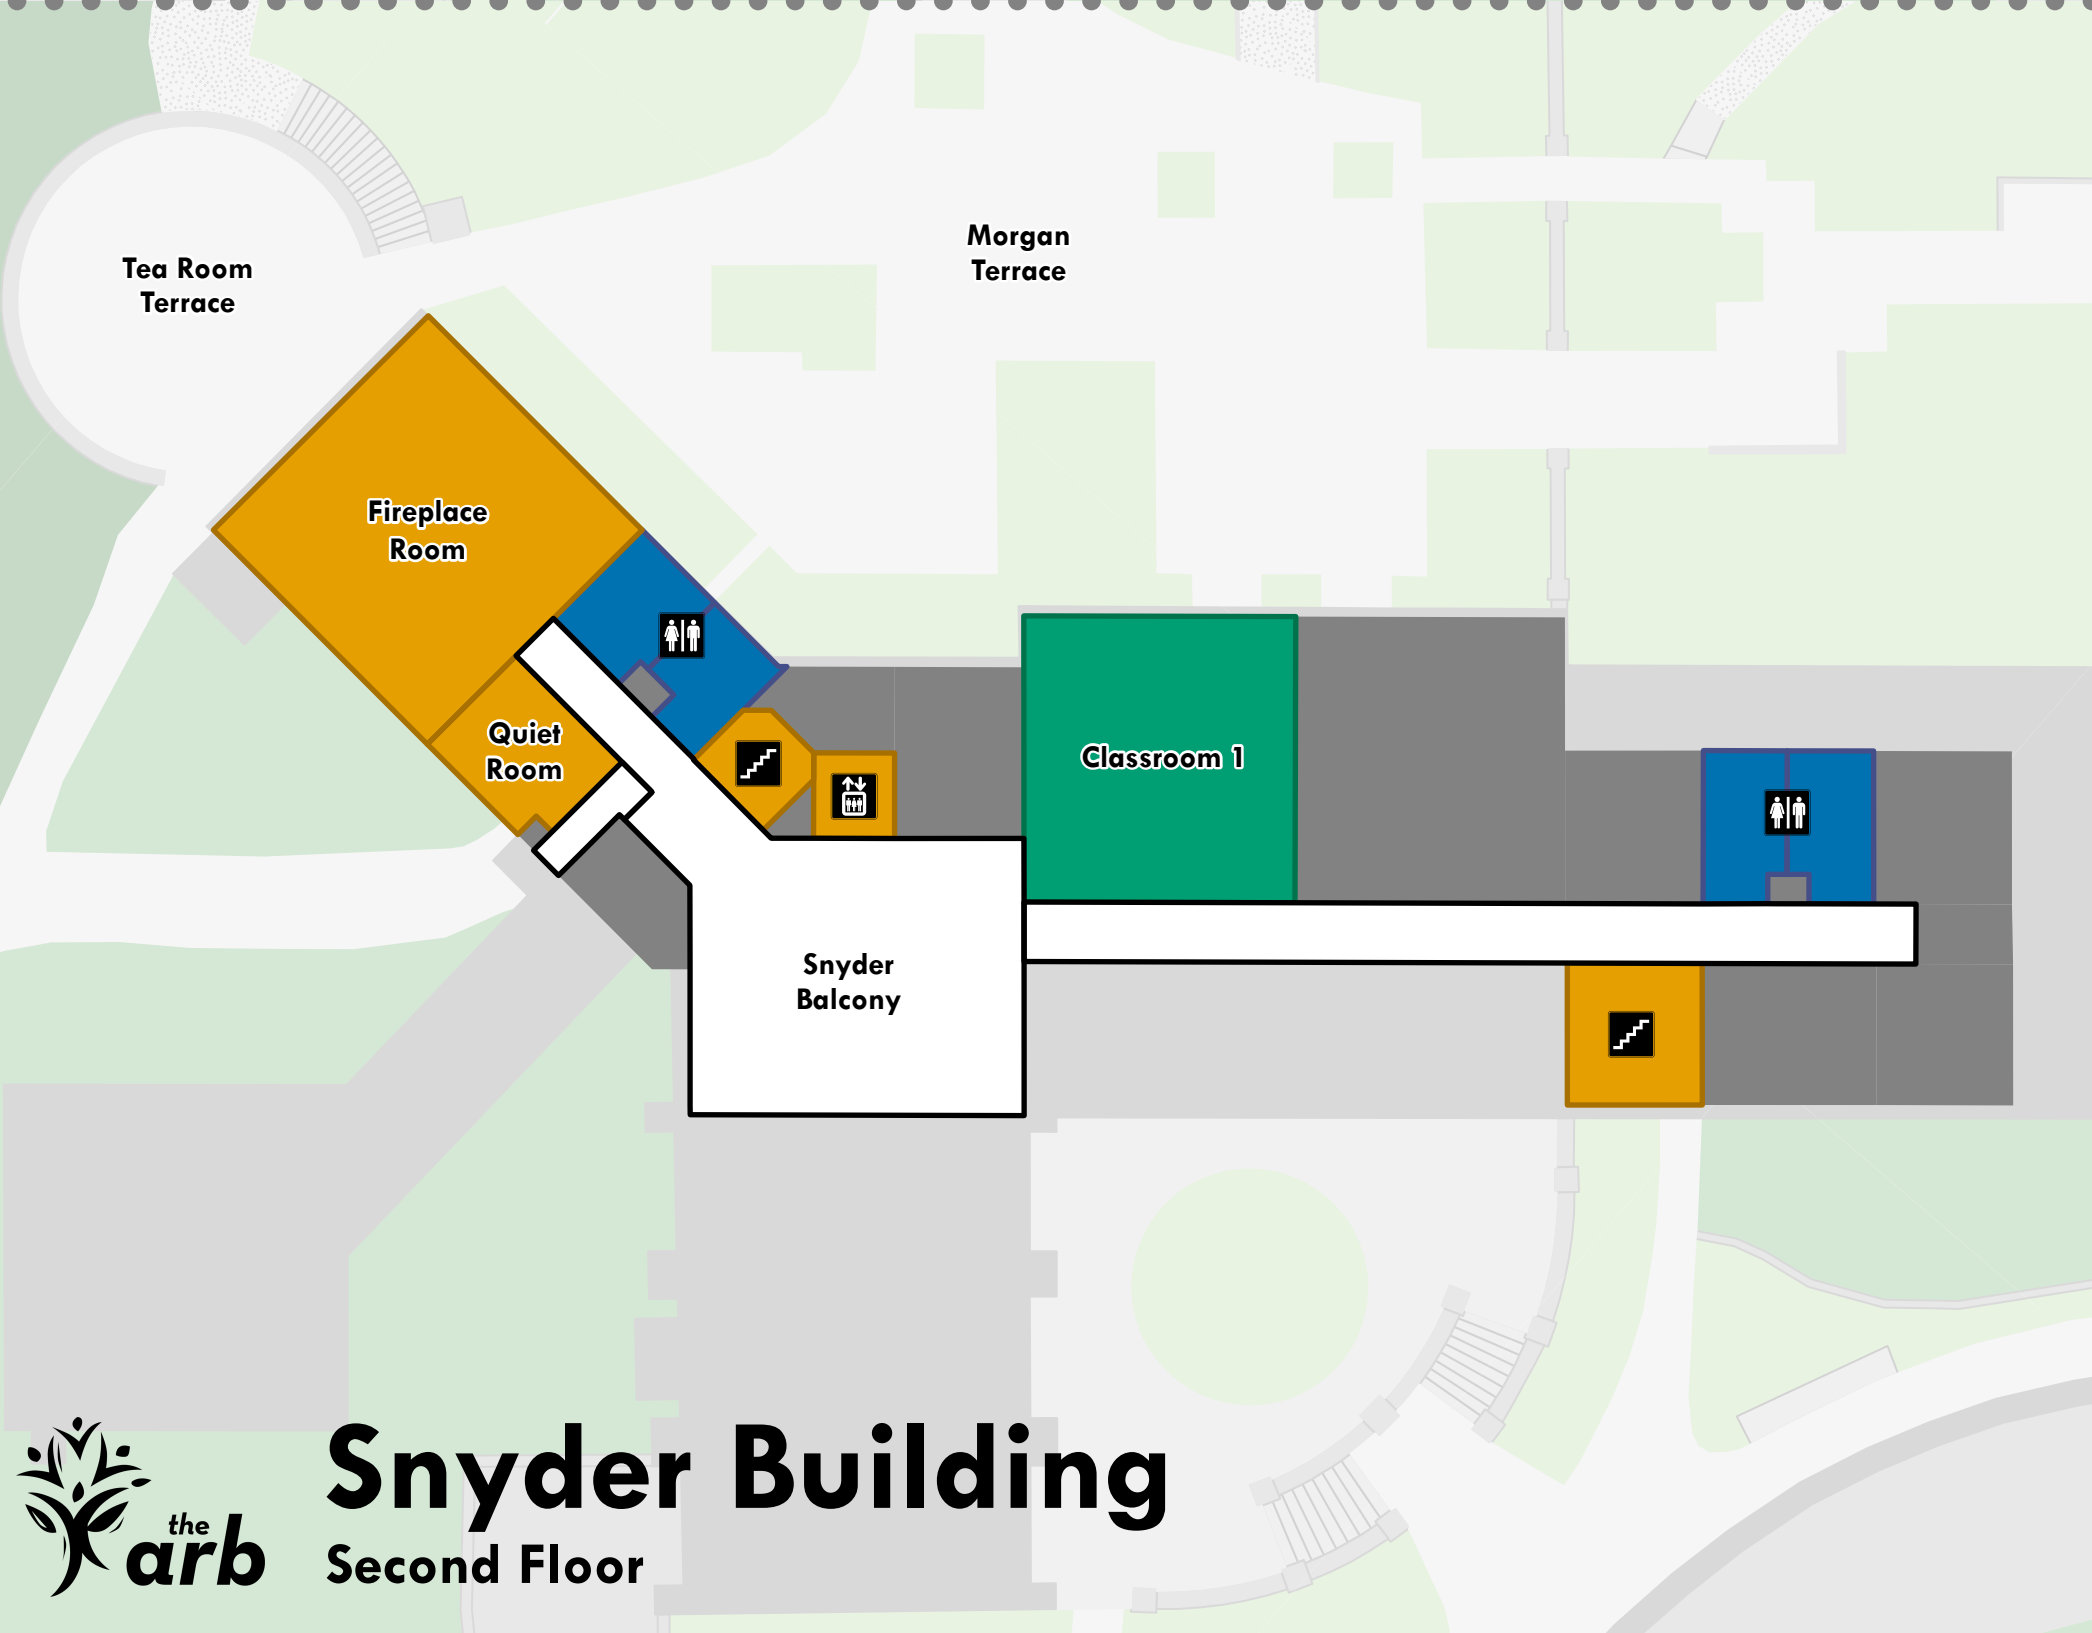 Morgan
Terrace
Tea Room
Terrace
Fireplace
Room
Quiet
Room
Classroom 1
Snyder
Balcony
Snyder Building
Second Floor
the
arb